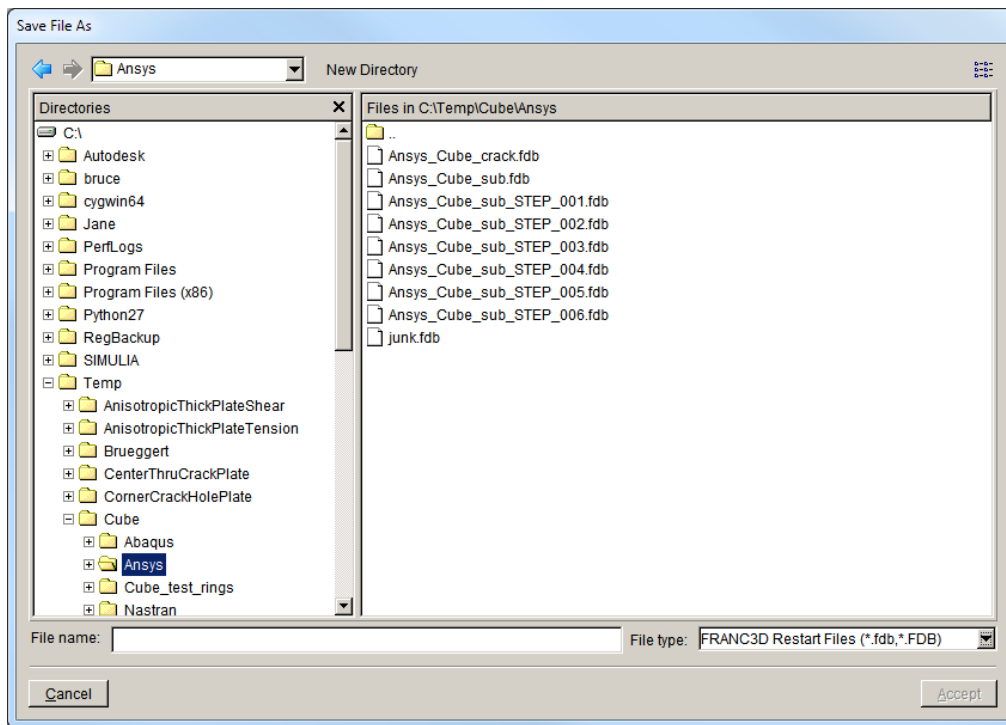 Save File As
Ansys
New Directory
Directories
C:\
Autodesk
bruce
cygwin64
Jane
PerfLogs
Program Files
Program Files (x86)
Python27
RegBackup
SIMULIA
Temp
AnisotropicThickPlateShear
AnisotropicThickPlateTension
Brueggert
CenterThruCrackPlate
CornerCrackHolePlate
Cube
Abaqus
Ansys
Cube_test_rings
Nastran
Files in C:\Temp\Cube\Ansys
..
Ansys_Cube_crack.fdb
Ansys_Cube_sub.fdb
Ansys_Cube_sub_STEP_001.fdb
Ansys_Cube_sub_STEP_002.fdb
Ansys_Cube_sub_STEP_003.fdb
Ansys_Cube_sub_STEP_004.fdb
Ansys_Cube_sub_STEP_005.fdb
Ansys_Cube_sub_STEP_006.fdb
junk.fdb
File name:
File type: FRANC3D Restart Files (*.fdb,*.FDB)
Cancel
Accept